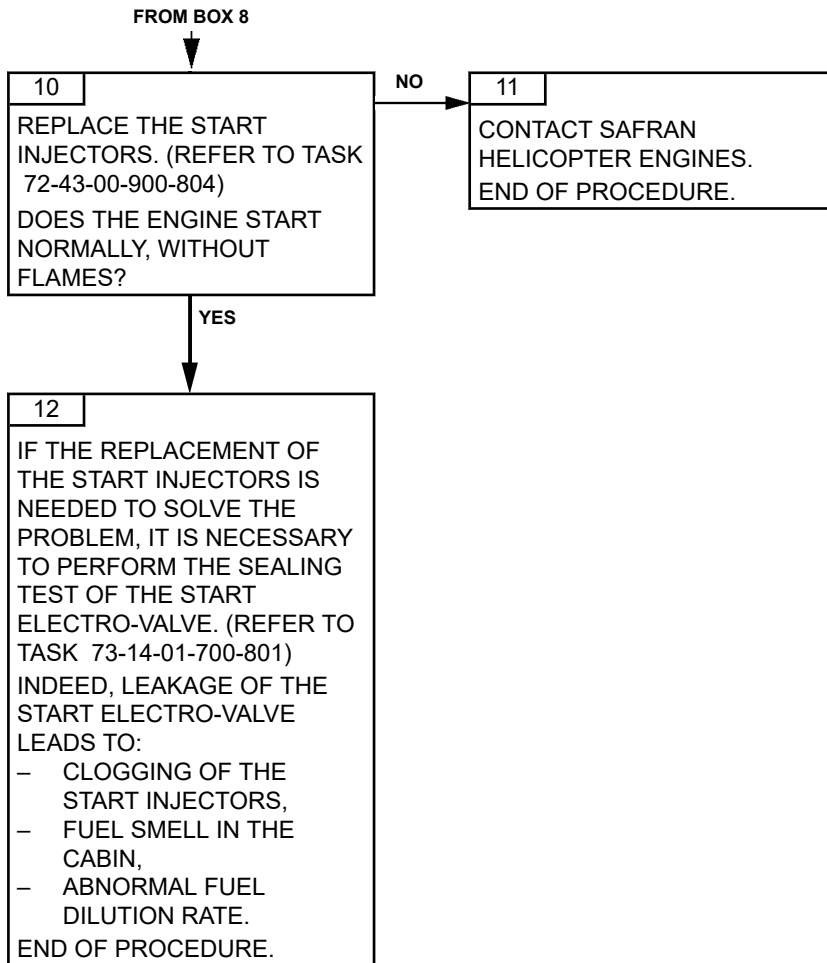 FROM BOX 8
10
REPLACE THE START
INJECTORS. (REFER TO TASK
72-43-00-900-804)
DOES THE ENGINE START
NORMALLY, WITHOUT
FLAMES?
NO
11
CONTACT SAFRAN
HELICOPTER ENGINES.
END OF PROCEDURE.
YES
12
IF THE REPLACEMENT OF
THE START INJECTORS IS
NEEDED TO SOLVE THE
PROBLEM, IT IS NECESSARY
TO PERFORM THE SEALING
TEST OF THE START
ELECTRO-VALVE. (REFER TO
TASK 73-14-01-700-801)
INDEED, LEAKAGE OF THE
START ELECTRO-VALVE
LEADS TO:
– CLOGGING OF THE
START INJECTORS,
– FUEL SMELL IN THE
CABIN,
– ABNORMAL FUEL
DILUTION RATE.
END OF PROCEDURE.